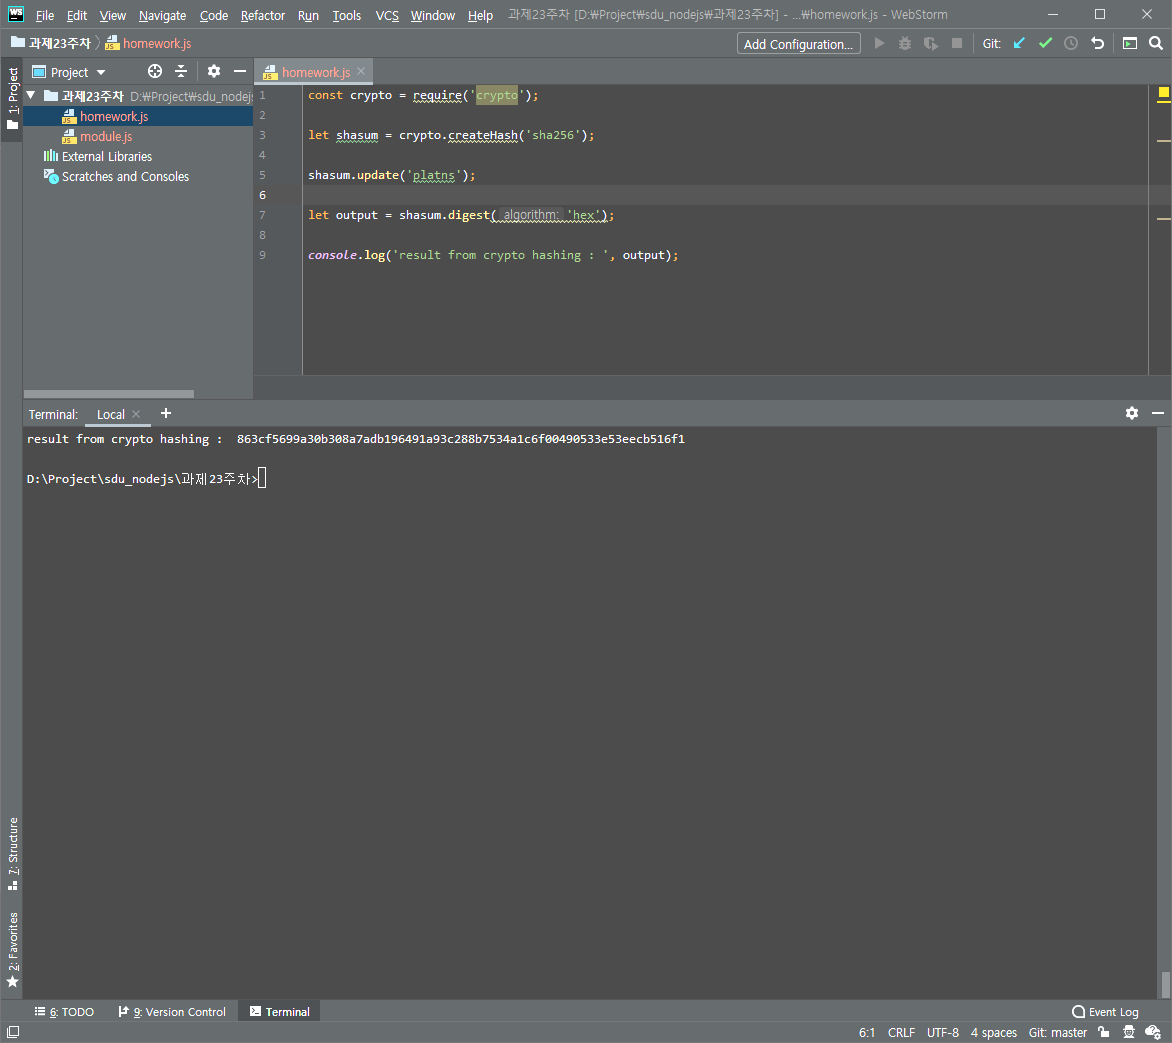 WS File Edit View Navigate Code Refactor Run Tools VCS Window Help 과제23주차 [D:₩Project₩sdu_nodejs₩과제23주차] - ...₩homework.js - WebStorm
과제23주차 homework.js Add Configuration... Git:
1: Project
Project
homework.js
과제23주차 D:₩Project₩sdu_nodejs
homework.js
module.js
External Libraries
Scratches and Consoles
1 const crypto = require('crypto');
2
3 let shasum = crypto.createHash('sha256');
4
5 shasum.update('platns');
6
7 let output = shasum.digest( algorithm: 'hex');
8
9 console.log('result from crypto hashing : ', output);
Terminal: Local
result from crypto hashing :  863cf5699a30b308a7adb196491a93c288b7534a1c6f00490533e53eecb516f1
D:\Project\sdu_nodejs\과제23주차>
7: Structure
2: Favorites
6: TODO 9: Version Control Terminal Event Log
6:1 CRLF UTF-8 4 spaces Git: master